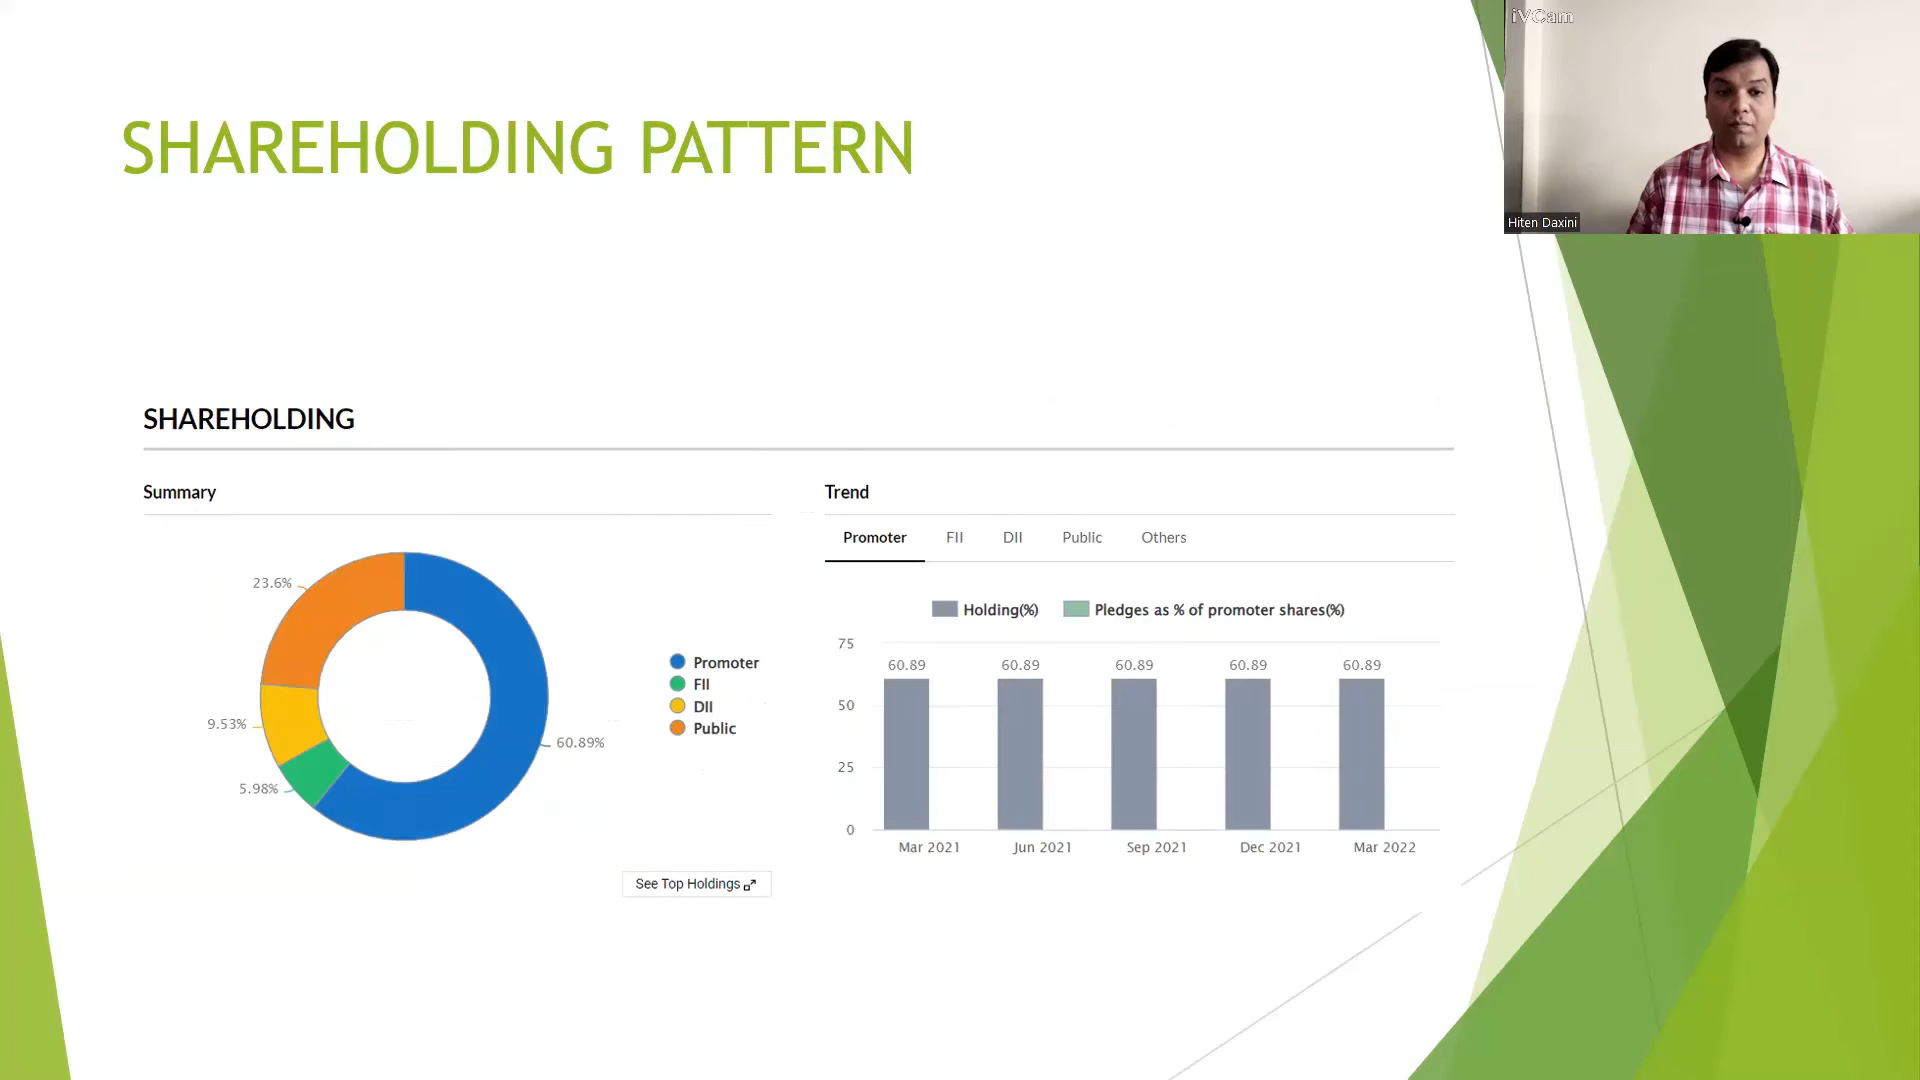 iVCam
SHAREHOLDING PATTERN
Hiten Daxini
SHAREHOLDING
Summary
23.6%
9.53%
5.98%
60.89%
Promoter
FII
DII
Public
See Top Holdings
Trend
Promoter FII DII Public Others
Holding(%) Pledges as % of promoter shares(%)
75
60.89 60.89 60.89 60.89 60.89
50
25
0
Mar 2021 Jun 2021 Sep 2021 Dec 2021 Mar 2022